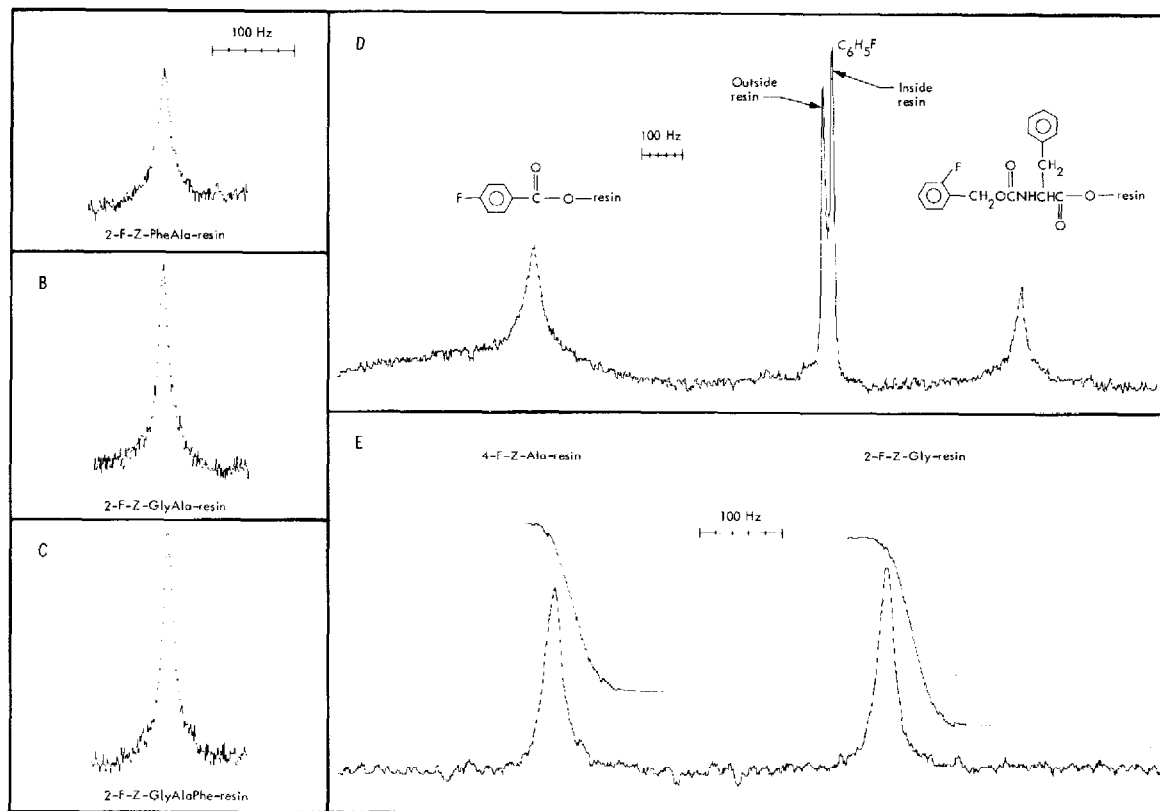 100 Hz
2-F-Z-PheAla-resin
B
2-F-Z-GlyAla-resin
C
2-F-Z-GlyAlaPhe-resin
D
C6H5F
Outside
resin
Inside
resin
100 Hz
O
F
C
O
resin
F
O
CH2
CH2OCNHCHC
O
resin
O
E
4-F-Z-Ala-resin
2-F-Z-Gly-resin
100 Hz